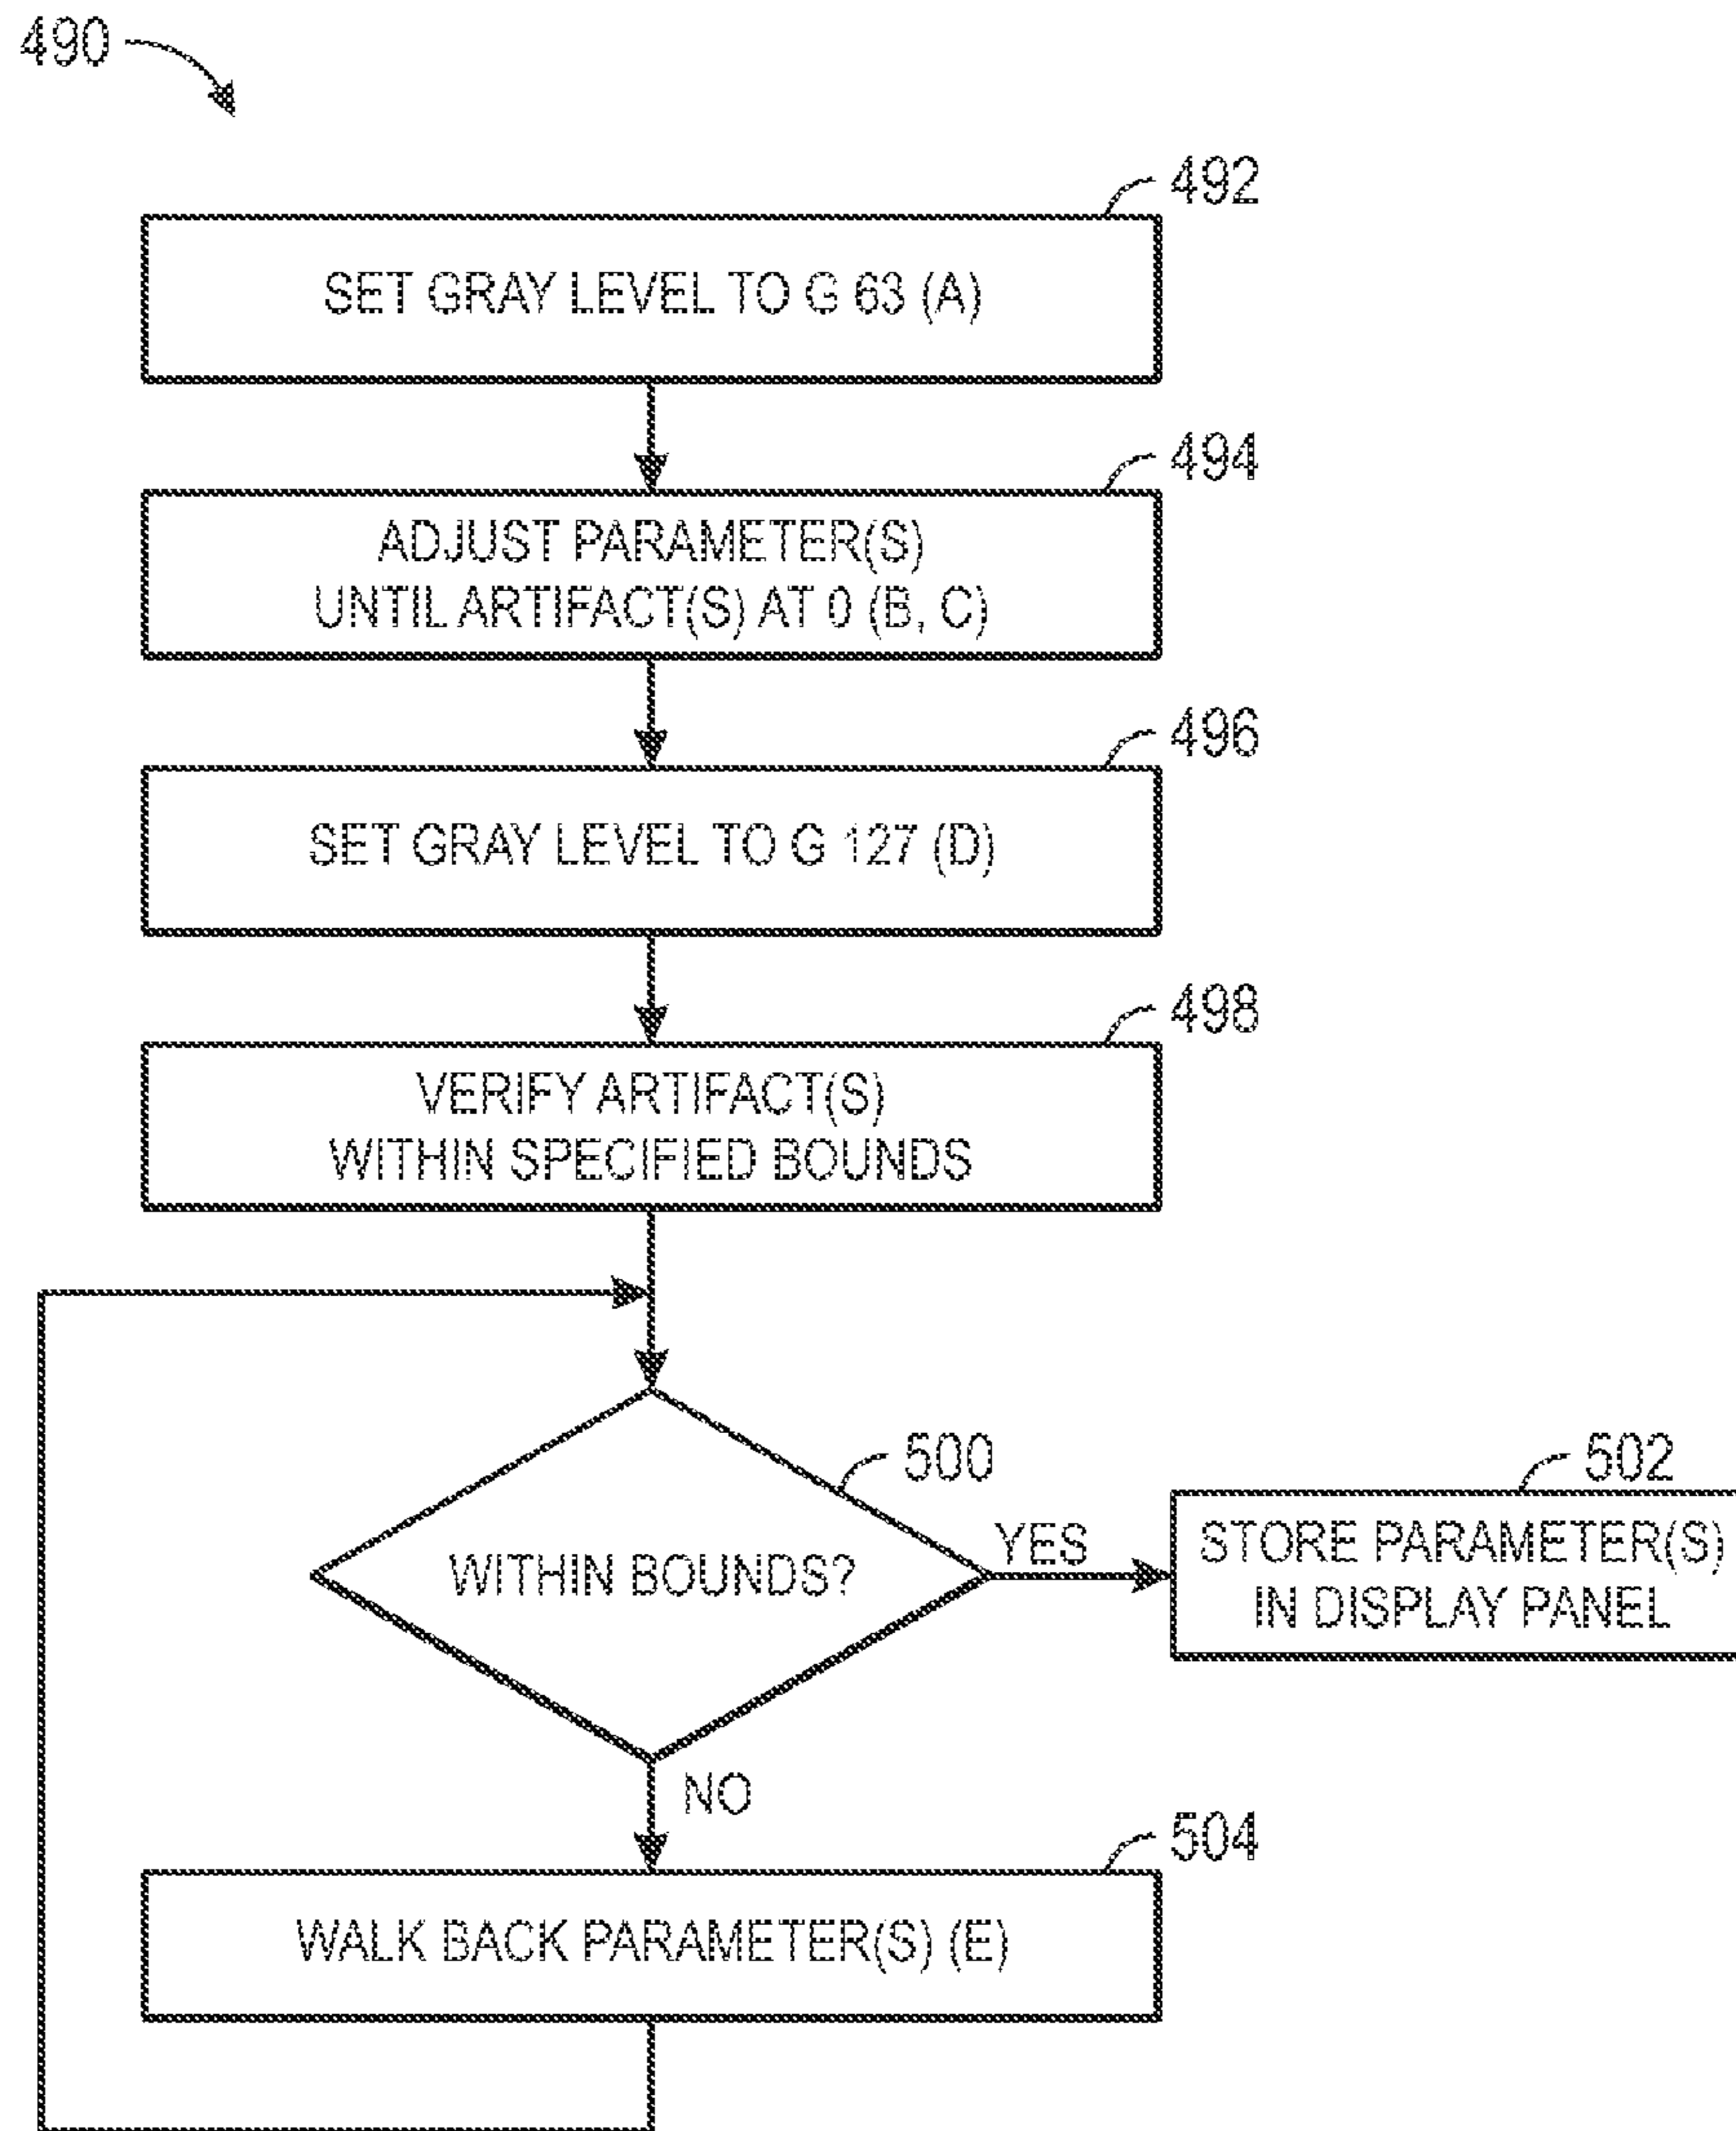 490
492
SET GRAY LEVEL TO G 63 (A)
494
ADJUST PARAMETER(S)
UNTIL ARTIFACT(S) AT 0 (B, C)
496
SET GRAY LEVEL TO G 127 (D)
498
VERIFY ARTIFACT(S)
WITHIN SPECIFIED BOUNDS
500
WITHIN BOUNDS?
YES
502
STORE PARAMETER(S)
IN DISPLAY PANEL
NO
504
WALK BACK PARAMETER(S) (E)